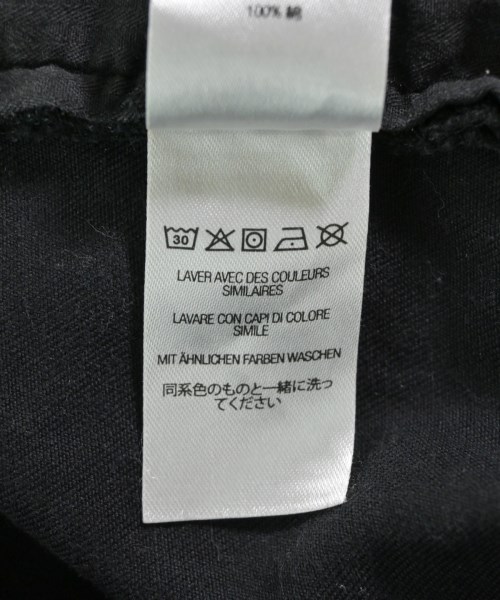 100% 綿
30
LAVER AVEC DES COULEURS
SIMILAIRES
LAVARE CON CAPI DI COLORE
SIMILE
MIT ÄHNLICHEN FARBEN WASCHEN
同系色のものと一緒に洗っ
てください